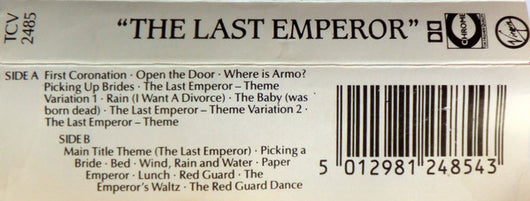 TCV
2485
"THE LAST EMPEROR"
CHROME
Virgin
SIDE A First Coronation · Open the Door · Where is Armo?
Picking Up Brides · The Last Emperor – Theme
Variation 1 · Rain (I Want A Divorce) · The Baby (was
born dead) · The Last Emperor – Theme Variation 2 ·
The Last Emperor – Theme
SIDE B
Main Title Theme (The Last Emperor) · Picking a
Bride · Bed · Wind, Rain and Water · Paper
Emperor · Lunch · Red Guard · The
Emperor's Waltz · The Red Guard Dance
5 012981 248543